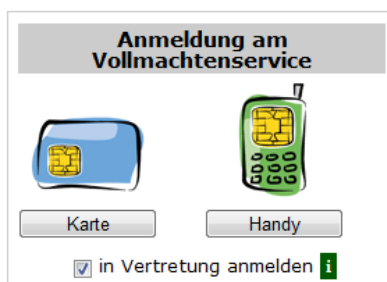 Anmeldung am
Vollmachtenservice
Karte
Handy
in Vertretung anmelden i